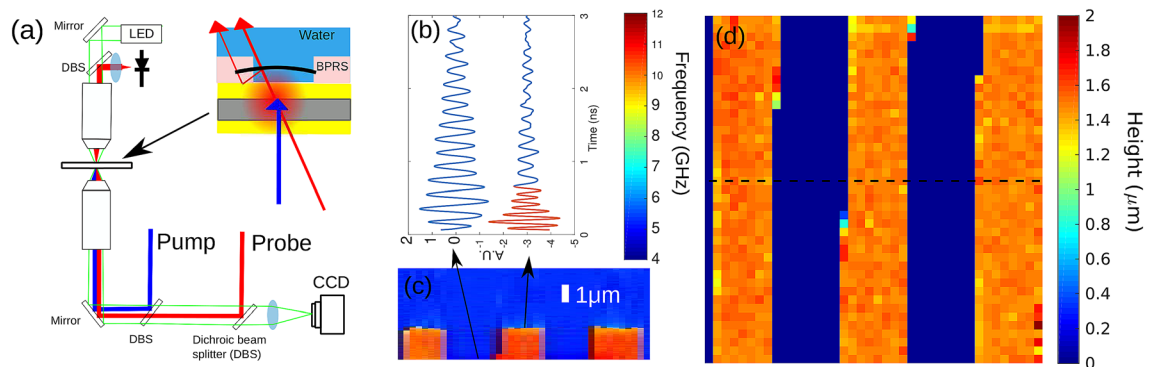 (a)
Mirror
LED
DBS
Water
BPRS
Pump
Probe
CCD
Mirror
DBS
Dichroic beam
splitter (DBS)
(b)
3
2
1
0
Time (ns)
2
1
0
-1
-2
-3
-4
-5
A.U
12
11
10
9
8
7
6
5
4
Frequency (GHz)
(c)
1μm
(d)
2
1.8
1.6
1.4
1.2
1
0.8
0.6
0.4
0.2
0
Height (μm)